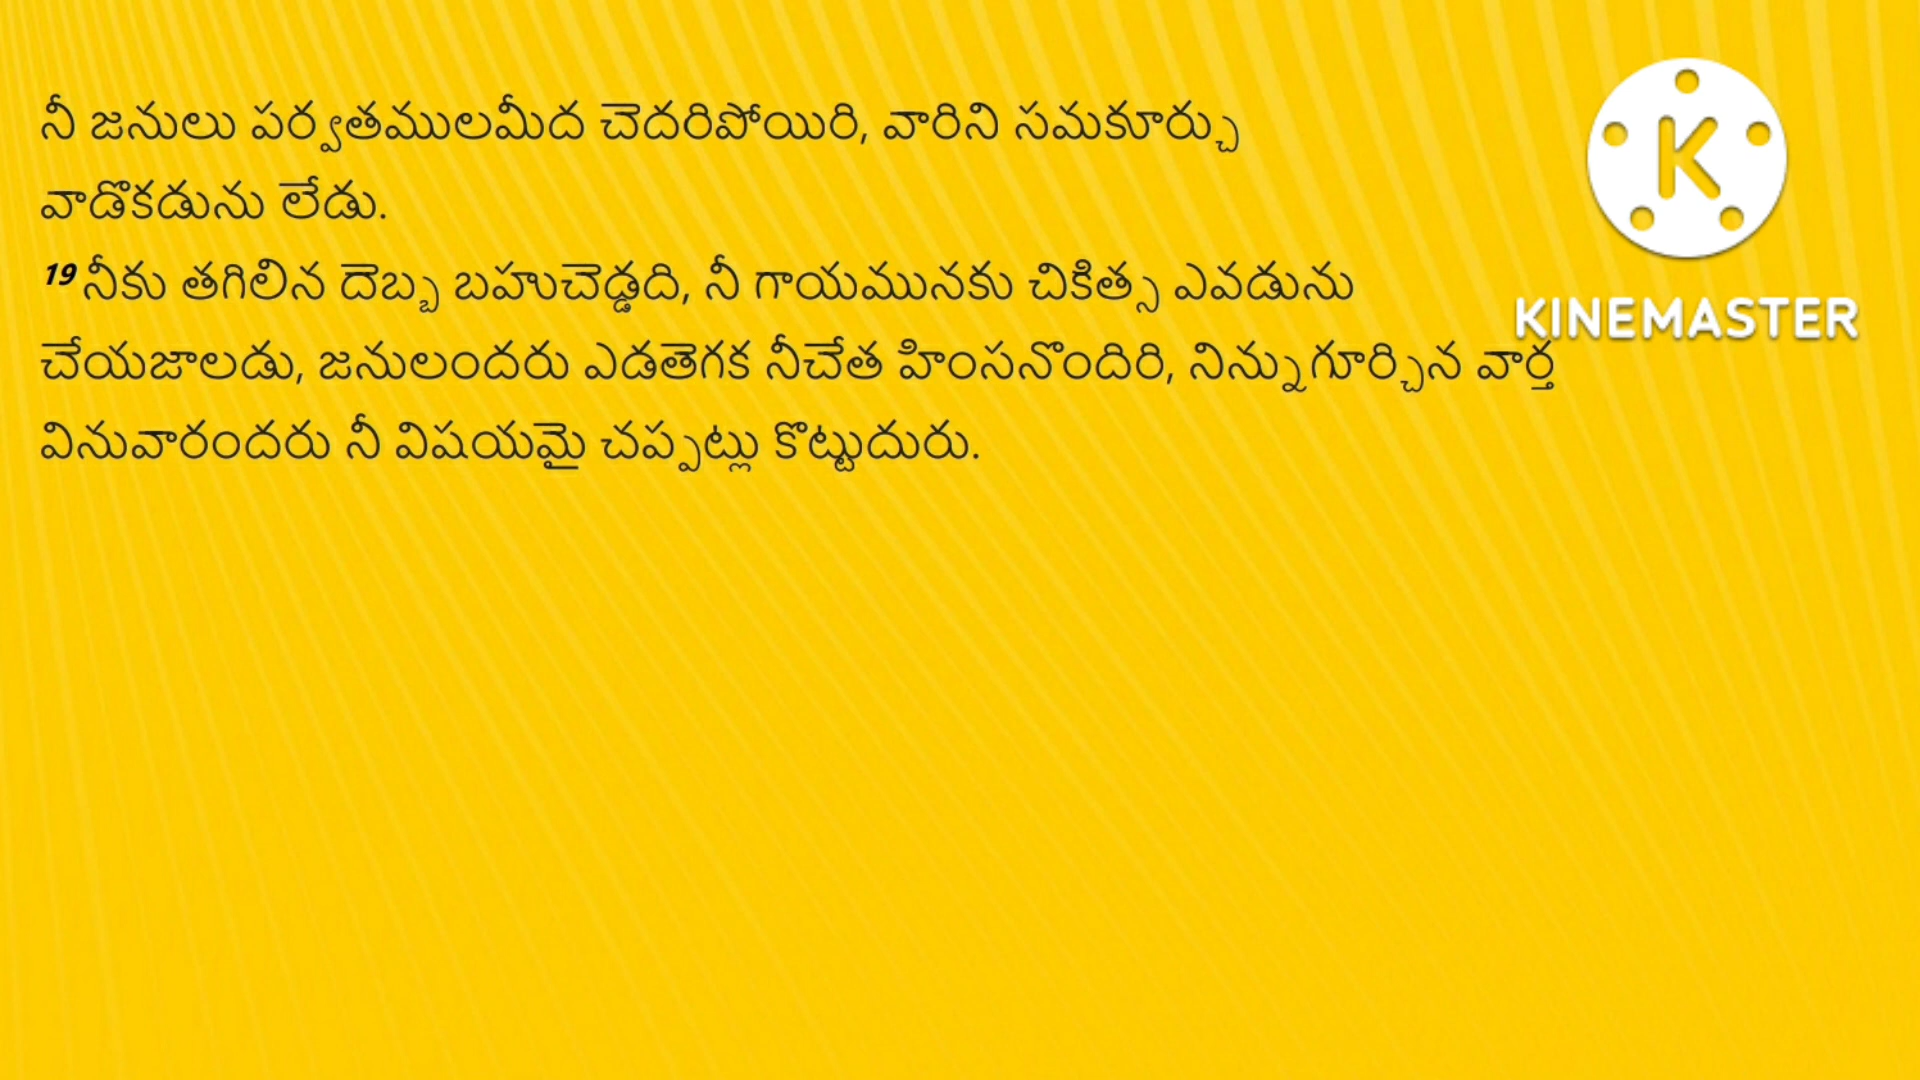 నీ జనులు పర్వతములమీద చెదరిపోయిరి, వారిని సమకూర్చు
వాడొకడును లేడు.
19 నీకు తగిలిన దెబ్బ బహుచెడ్డది, నీ గాయమునకు చికిత్స ఎవడును
చేయజాలడు, జనులందరు ఎడతెగక నీచేత హింసనొందిరి, నిన్నుగూర్చిన వార్త
వినువారందరు నీ విషయమై చప్పట్లు కొట్టుదురు.
K
KINEMASTER